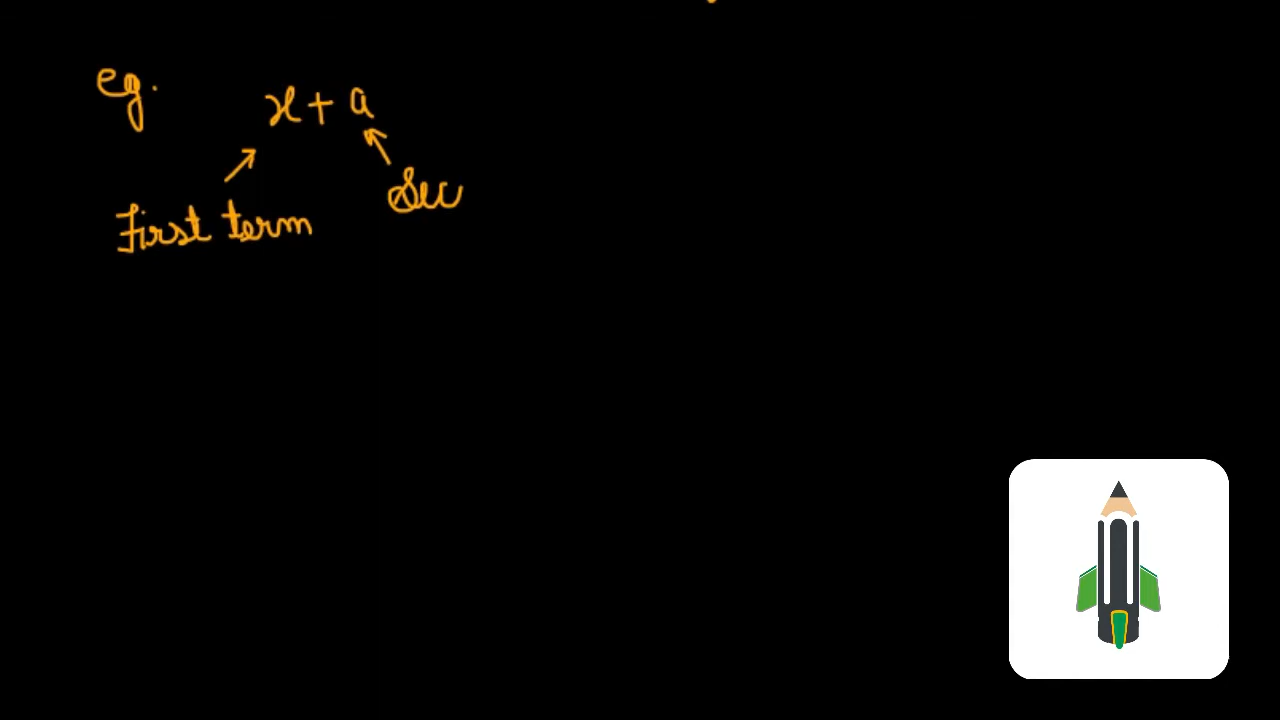 eg. x + a
First term Sec